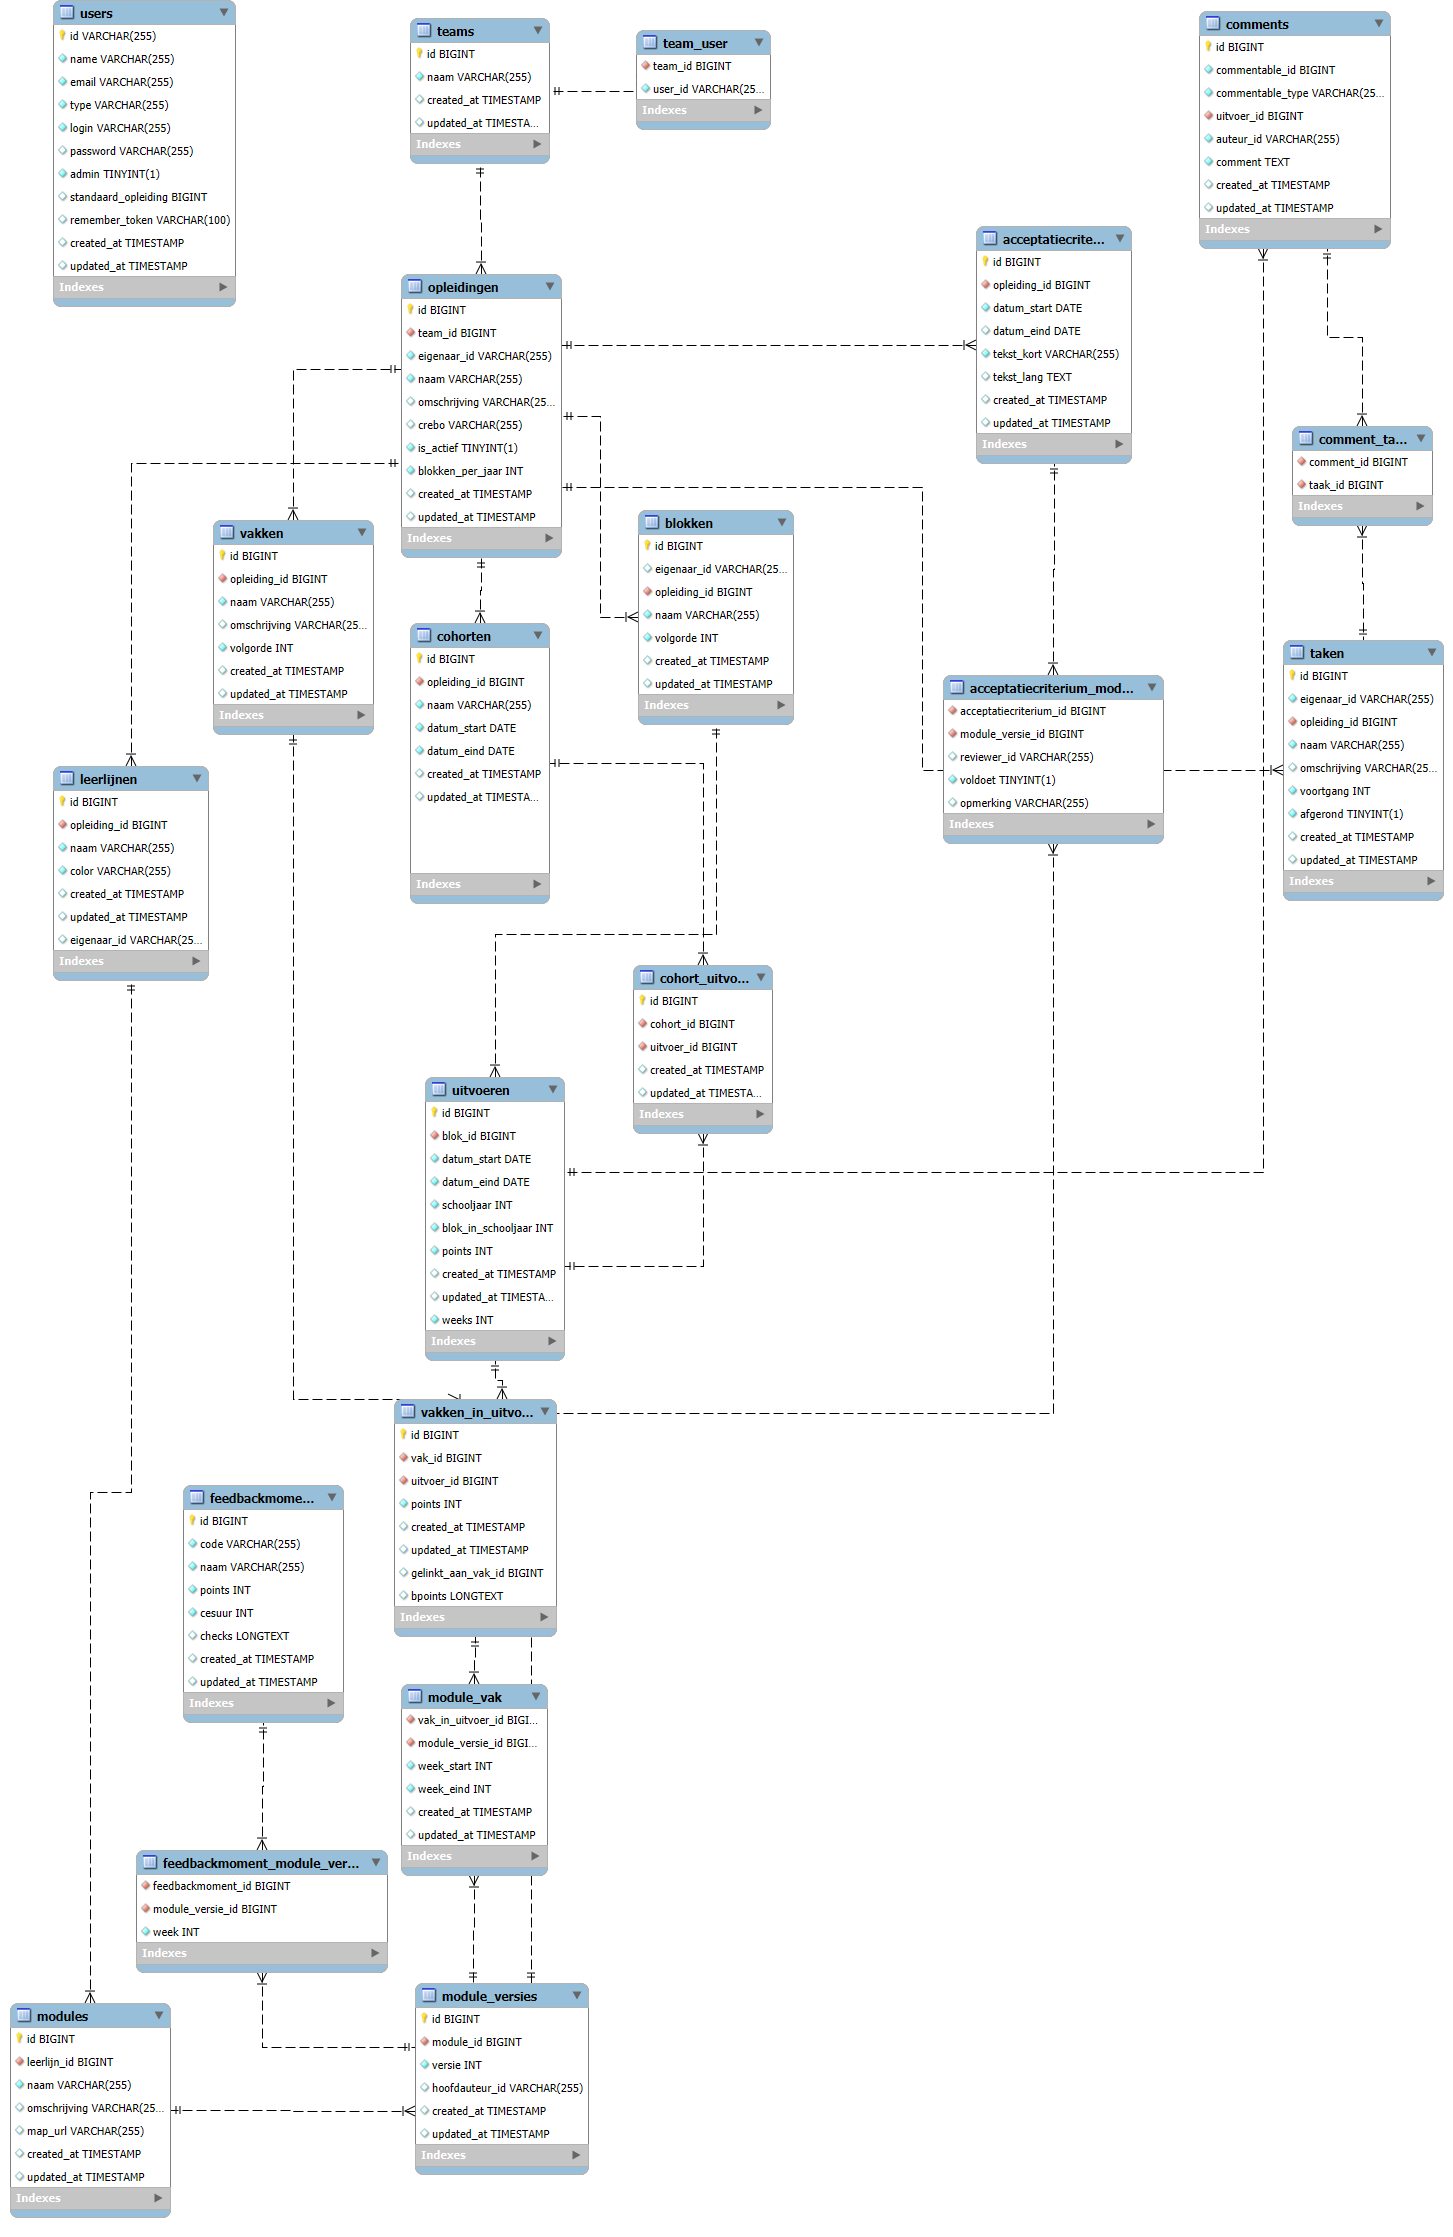 users
id VARCHAR(255)
name VARCHAR(255)
email VARCHAR(255)
type VARCHAR(255)
login VARCHAR(255)
password VARCHAR(255)
admin TINYINT(1)
standaard_opleiding BIGINT
remember_token VARCHAR(100)
created_at TIMESTAMP
updated_at TIMESTAMP
Indexes
teams
id BIGINT
naam VARCHAR(255)
created_at TIMESTAMP
updated_at TIMESTA...
Indexes
team_user
team_id BIGINT
user_id VARCHAR(25...
Indexes
comments
id BIGINT
commentable_id BIGINT
commentable_type VARCHAR(25...
uitvoer_id BIGINT
auteur_id VARCHAR(255)
comment TEXT
created_at TIMESTAMP
updated_at TIMESTAMP
Indexes
acceptatiecrite...
id BIGINT
opleiding_id BIGINT
datum_start DATE
datum_eind DATE
tekst_kort VARCHAR(255)
tekst_lang TEXT
created_at TIMESTAMP
updated_at TIMESTAMP
Indexes
opleidingen
id BIGINT
team_id BIGINT
eigenaar_id VARCHAR(255)
naam VARCHAR(255)
omschrijving VARCHAR(25...
crebo VARCHAR(255)
is_actief TINYINT(1)
blokken_per_jaar INT
created_at TIMESTAMP
updated_at TIMESTAMP
Indexes
comment_ta...
comment_id BIGINT
taak_id BIGINT
Indexes
vakken
id BIGINT
opleiding_id BIGINT
naam VARCHAR(255)
omschrijving VARCHAR(25...
volgorde INT
created_at TIMESTAMP
updated_at TIMESTAMP
Indexes
blokken
id BIGINT
eigenaar_id VARCHAR(25...
opleiding_id BIGINT
naam VARCHAR(255)
volgorde INT
created_at TIMESTAMP
updated_at TIMESTAMP
Indexes
cohorten
id BIGINT
opleiding_id BIGINT
naam VARCHAR(255)
datum_start DATE
datum_eind DATE
created_at TIMESTAMP
updated_at TIMESTA...
Indexes
acceptatiecriterium_mod...
acceptatiecriterium_id BIGINT
module_versie_id BIGINT
reviewer_id VARCHAR(255)
voldoet TINYINT(1)
opmerking VARCHAR(255)
Indexes
taken
id BIGINT
eigenaar_id VARCHAR(255)
opleiding_id BIGINT
naam VARCHAR(255)
omschrijving VARCHAR(25...
voortgang INT
afgerond TINYINT(1)
created_at TIMESTAMP
updated_at TIMESTAMP
Indexes
leerlijnen
id BIGINT
opleiding_id BIGINT
naam VARCHAR(255)
color VARCHAR(255)
created_at TIMESTAMP
updated_at TIMESTAMP
eigenaar_id VARCHAR(25...
Indexes
cohort_uitvo...
id BIGINT
cohort_id BIGINT
uitvoer_id BIGINT
created_at TIMESTAMP
updated_at TIMESTA...
Indexes
uitvoeren
id BIGINT
blok_id BIGINT
datum_start DATE
datum_eind DATE
schooljaar INT
blok_in_schooljaar INT
points INT
created_at TIMESTAMP
updated_at TIMESTA...
weeks INT
Indexes
vakken_in_uitvo...
id BIGINT
vak_id BIGINT
uitvoer_id BIGINT
points INT
created_at TIMESTAMP
updated_at TIMESTAMP
gelinkt_aan_vak_id BIGINT
bpoints LONGTEXT
Indexes
feedbackmome...
id BIGINT
code VARCHAR(255)
naam VARCHAR(255)
points INT
cesuur INT
checks LONGTEXT
created_at TIMESTAMP
updated_at TIMESTAMP
Indexes
module_vak
vak_in_uitvoer_id BIGI...
module_versie_id BIGI...
week_start INT
week_eind INT
created_at TIMESTAMP
updated_at TIMESTAMP
Indexes
feedbackmoment_module_ver...
feedbackmoment_id BIGINT
module_versie_id BIGINT
week INT
Indexes
module_versies
id BIGINT
module_id BIGINT
versie INT
hoofdauteur_id VARCHAR(255)
created_at TIMESTAMP
updated_at TIMESTAMP
Indexes
modules
id BIGINT
leerlijn_id BIGINT
naam VARCHAR(255)
omschrijving VARCHAR(25...
map_url VARCHAR(255)
created_at TIMESTAMP
updated_at TIMESTAMP
Indexes